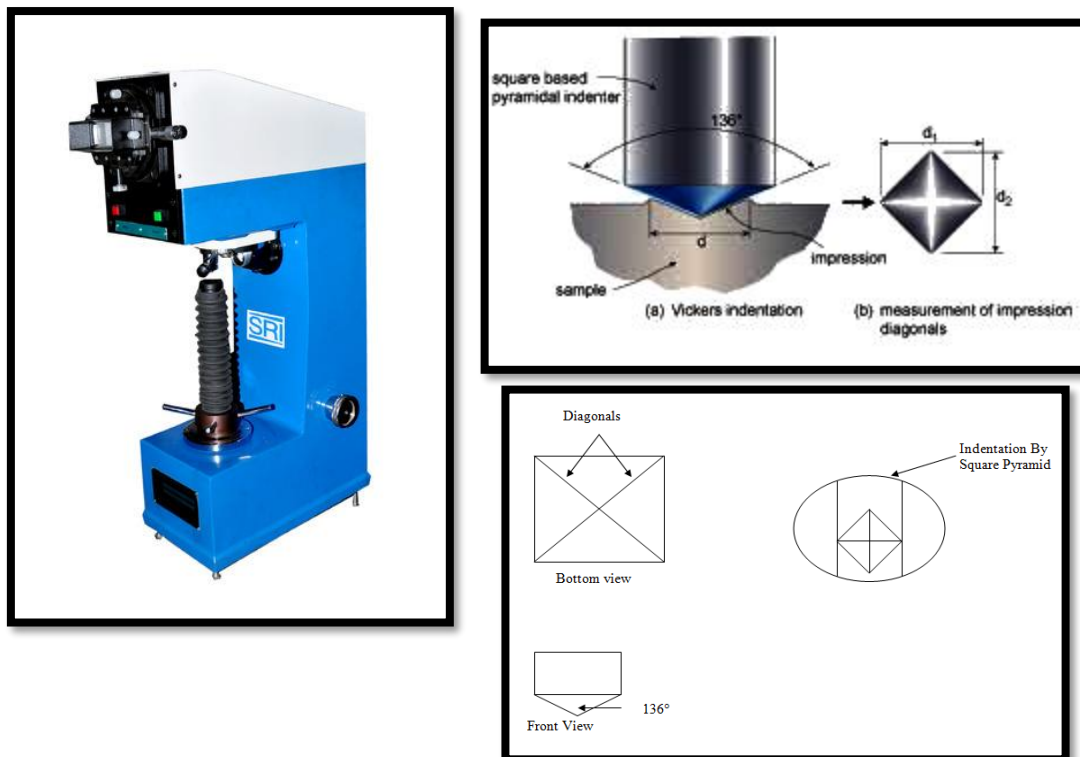 SRI
square based
pyramidal indenter
136°
d
impression
sample
(a) Vickers indentation
d1
d2
(b) measurement of impression
diagonals
Diagonals
Bottom view
Indentation By
Square Pyramid
136°
Front View